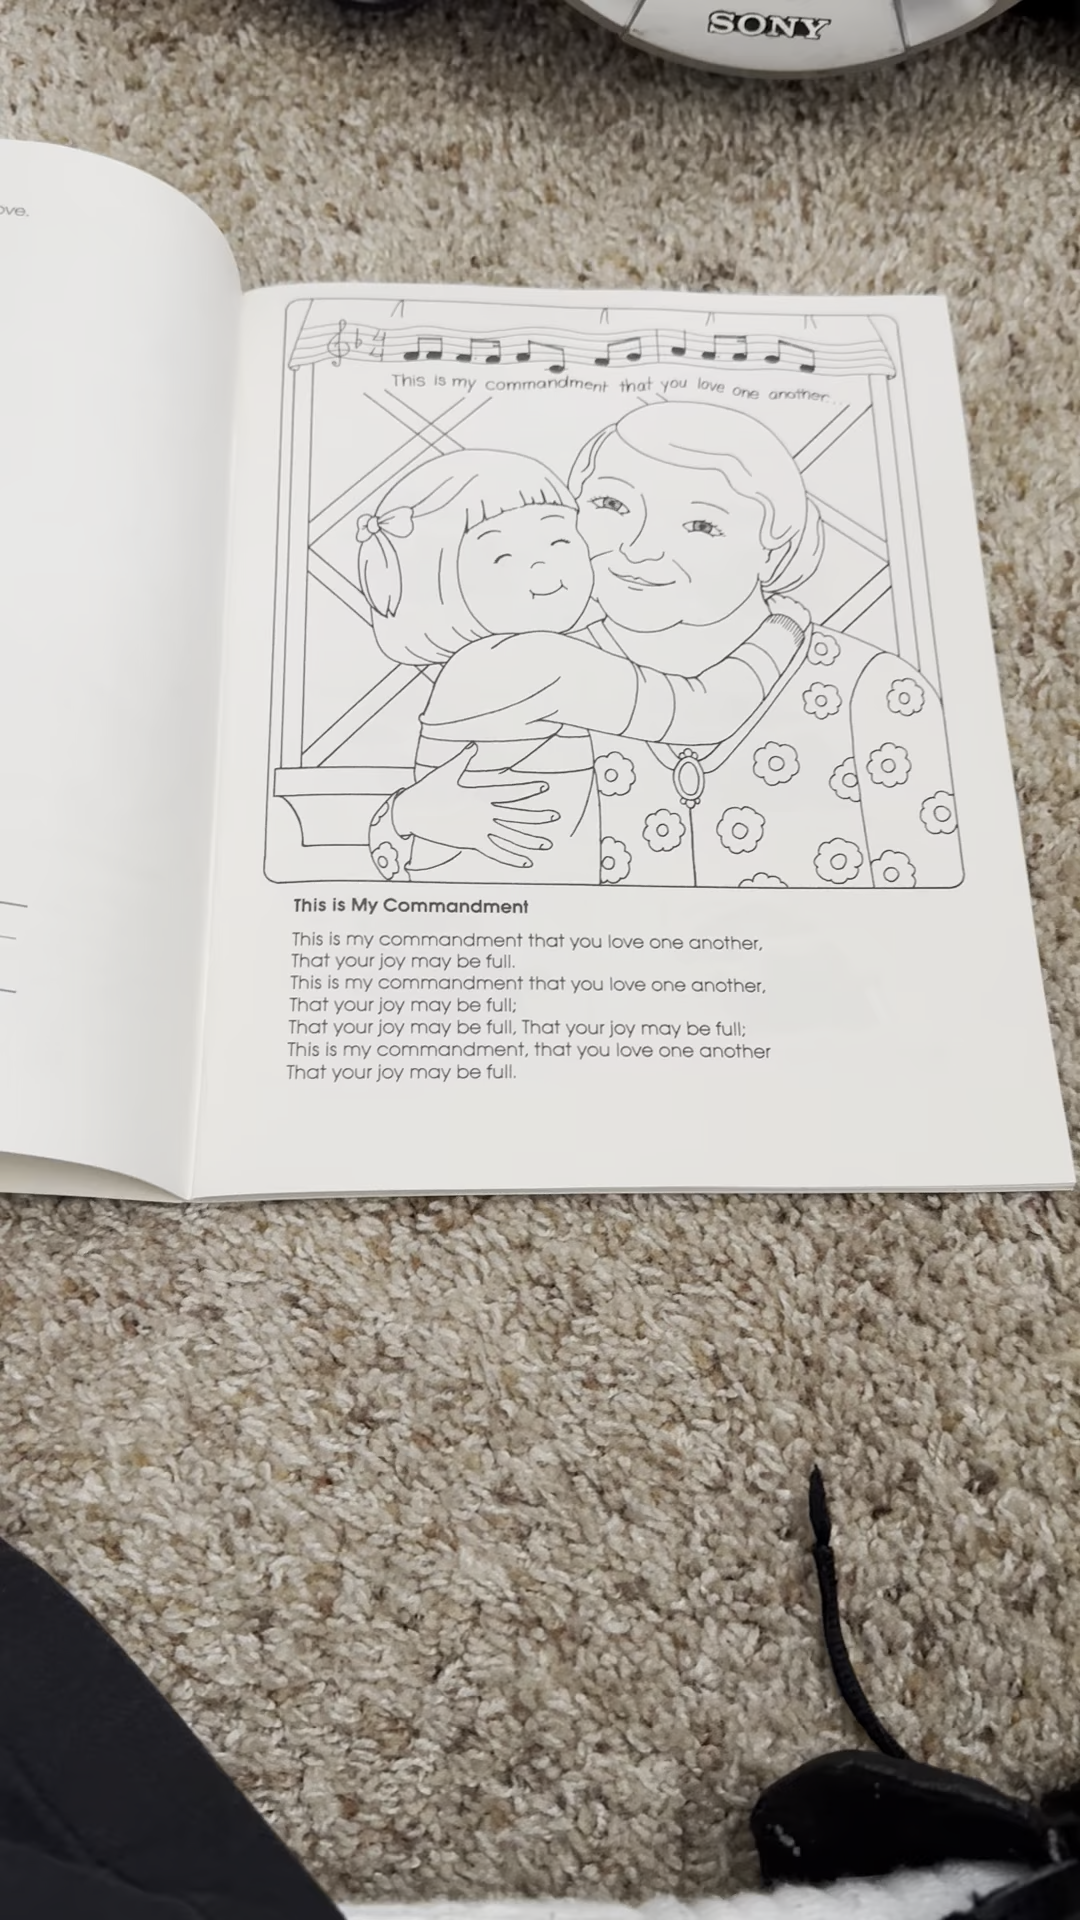 SONY
ove.
This is my commandment that you love one another...
This is My Commandment
This is my commandment that you love one another,
That your joy may be full.
This is my commandment that you love one another,
That your joy may be full;
That your joy may be full, That your joy may be full;
This is my commandment, that you love one another
That your joy may be full.